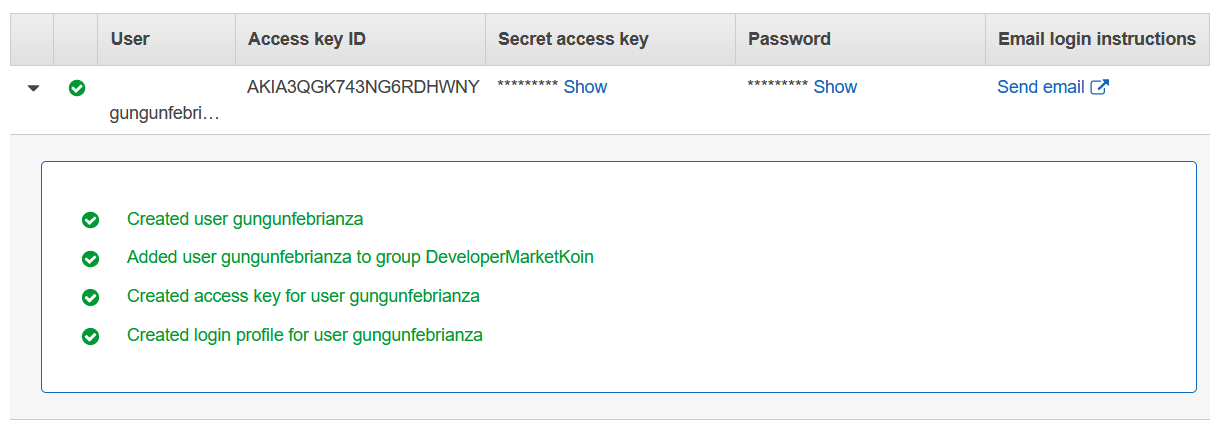 User Access key ID Secret access key Password Email login instructions
AKIA3QGK743NG6RDHWNY ********* Show ********* Show Send email
gungunfebri…
Created user gungunfebrianza
Added user gungunfebrianza to group DeveloperMarketKoin
Created access key for user gungunfebrianza
Created login profile for user gungunfebrianza